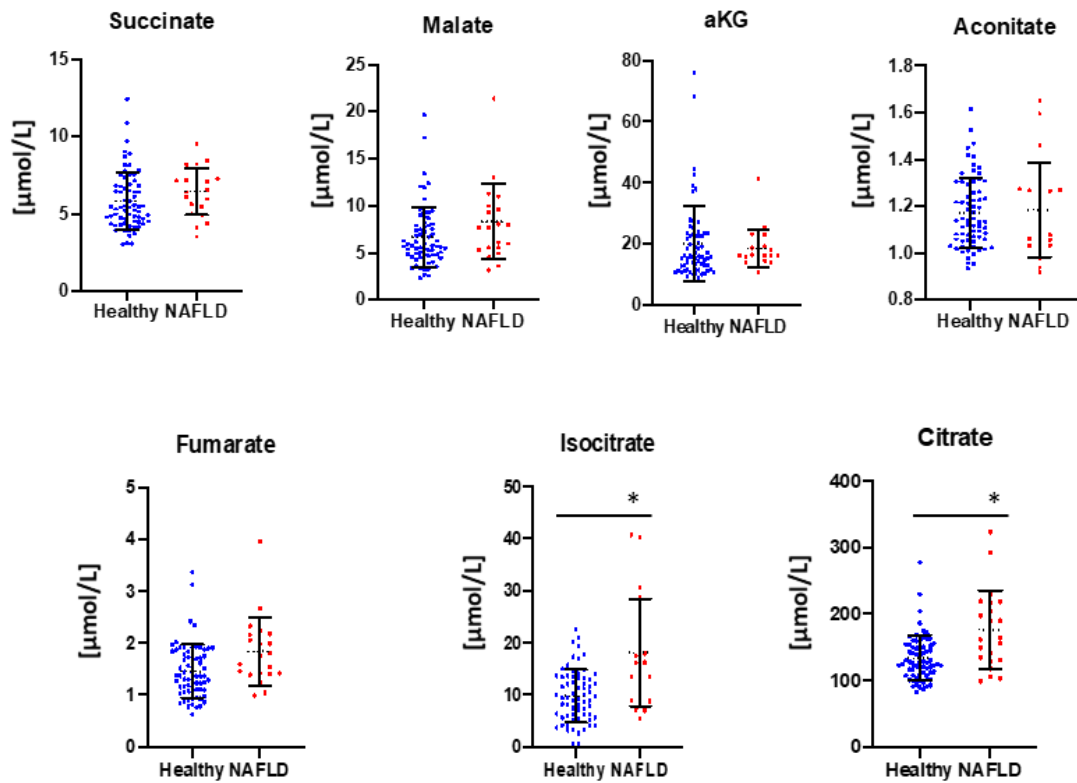 Succinate
15
10
5
0
[µmol/L]
Healthy NAFLD
Malate
25
20
15
10
5
0
[µmol/L]
Healthy NAFLD
aKG
80
60
40
20
0
[µmol/L]
Healthy NAFLD
Aconitate
1.8
1.6
1.4
1.2
1.0
0.8
[µmol/L]
Healthy NAFLD
Fumarate
5
4
3
2
1
0
[µmol/L]
Healthy NAFLD
Isocitrate
50
40
30
20
10
0
[µmol/L]
*
Healthy NAFLD
Citrate
400
300
200
100
0
[µmol/L]
*
Healthy NAFLD